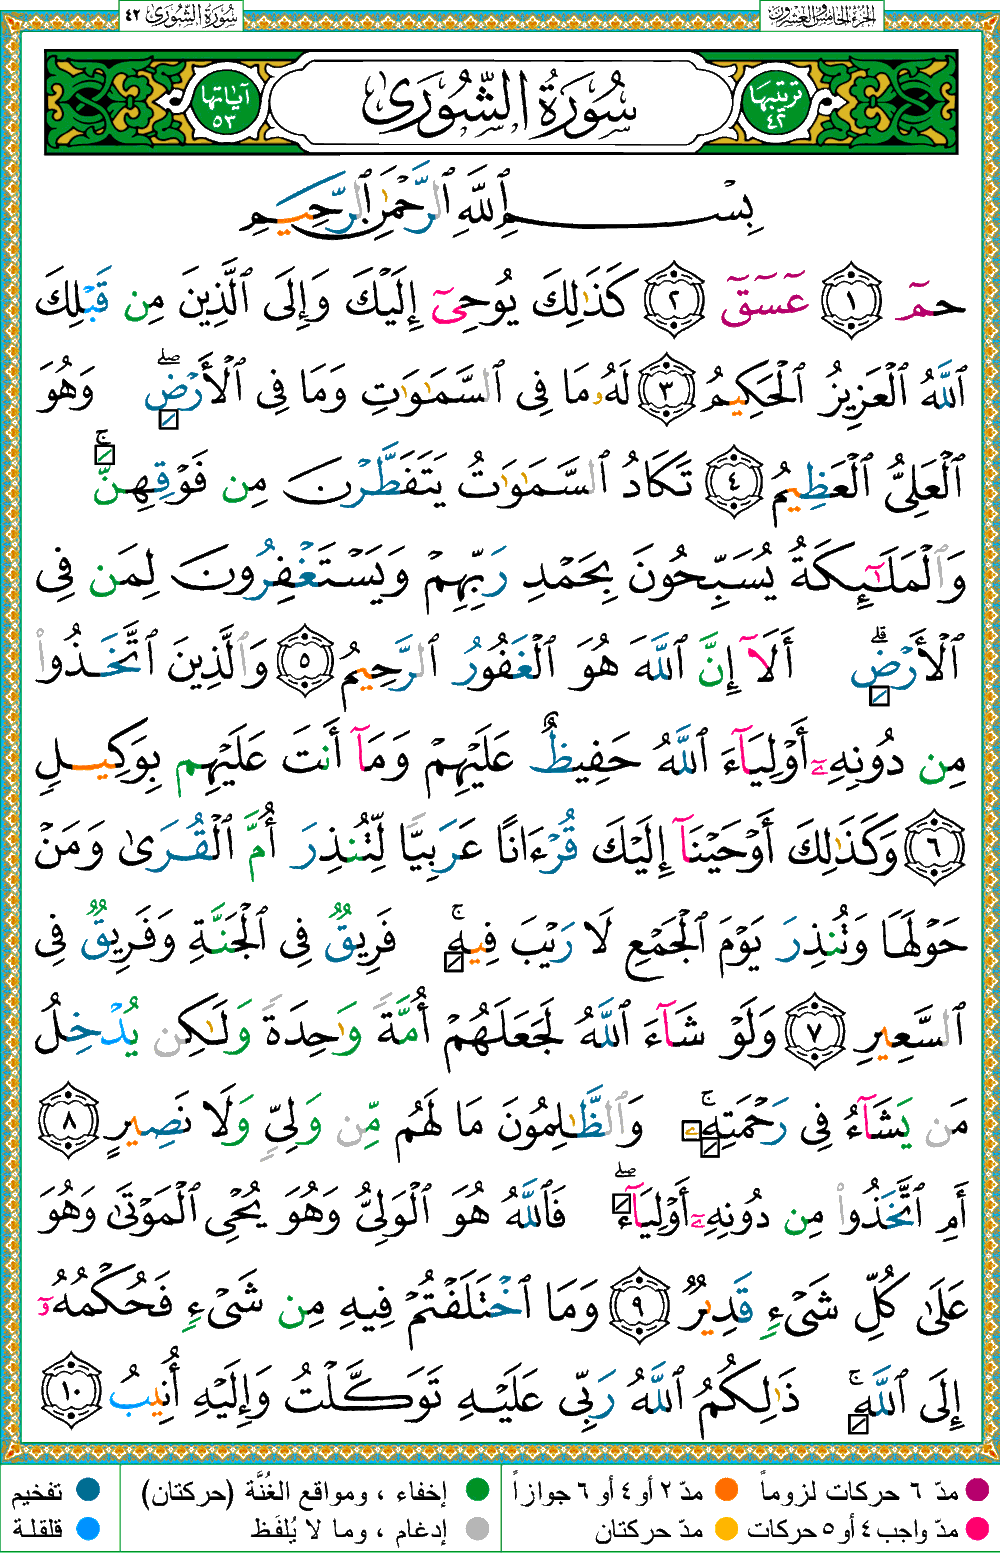 الجزء الخامس والعشرون
سُورَةُ الشُّورَىٰ ٤٢
ترتيبها ٤٢
سُورَةُ الشُّورَىٰ
آياتها ٥٣
بِسْمِ ٱللَّهِ ٱلرَّحْمَٰنِ ٱلرَّحِيمِ
حمٓ ١ عٓسٓقٓ ٢ كَذَٰلِكَ يُوحِىٓ إِلَيْكَ وَإِلَى ٱلَّذِينَ مِن قَبْلِكَ
ٱللَّهُ ٱلْعَزِيزُ ٱلْحَكِيمُ ٣ لَهُۥ مَا فِى ٱلسَّمَٰوَٰتِ وَمَا فِى ٱلْأَرْضِ ۖ وَهُوَ
ٱلْعَلِىُّ ٱلْعَظِيمُ ٤ تَكَادُ ٱلسَّمَٰوَٰتُ يَتَفَطَّرْنَ مِن فَوْقِهِنَّ ۚ
وَٱلْمَلَٰٓئِكَةُ يُسَبِّحُونَ بِحَمْدِ رَبِّهِمْ وَيَسْتَغْفِرُونَ لِمَن فِى
ٱلْأَرْضِ ۗ أَلَآ إِنَّ ٱللَّهَ هُوَ ٱلْغَفُورُ ٱلرَّحِيمُ ٥ وَٱلَّذِينَ ٱتَّخَذُوا۟
مِن دُونِهِۦٓ أَوْلِيَآءَ ٱللَّهُ حَفِيظٌ عَلَيْهِمْ وَمَآ أَنتَ عَلَيْهِم بِوَكِيلٍ
٦ وَكَذَٰلِكَ أَوْحَيْنَآ إِلَيْكَ قُرْءَانًا عَرَبِيًّا لِّتُنذِرَ أُمَّ ٱلْقُرَىٰ وَمَنْ
حَوْلَهَا وَتُنذِرَ يَوْمَ ٱلْجَمْعِ لَا رَيْبَ فِيهِ ۚ فَرِيقٌ فِى ٱلْجَنَّةِ وَفَرِيقٌ فِى
ٱلسَّعِيرِ ٧ وَلَوْ شَآءَ ٱللَّهُ لَجَعَلَهُمْ أُمَّةً وَٰحِدَةً وَلَٰكِن يُدْخِلُ
مَن يَشَآءُ فِى رَحْمَتِهِۦ ۚ وَٱلظَّٰلِمُونَ مَا لَهُم مِّن وَلِىٍّ وَلَا نَصِيرٍ ٨
أَمِ ٱتَّخَذُوا۟ مِن دُونِهِۦٓ أَوْلِيَآءَ ۖ فَٱللَّهُ هُوَ ٱلْوَلِىُّ وَهُوَ يُحْىِ ٱلْمَوْتَىٰ وَهُوَ
عَلَىٰ كُلِّ شَىْءٍ قَدِيرٌ ٩ وَمَا ٱخْتَلَفْتُمْ فِيهِ مِن شَىْءٍ فَحُكْمُهُۥٓ
إِلَى ٱللَّهِ ۚ ذَٰلِكُمُ ٱللَّهُ رَبِّى عَلَيْهِ تَوَكَّلْتُ وَإِلَيْهِ أُنِيبُ ١٠
مدّ ٦ حركات لزوماً
مدّ ٢ أو ٤ أو ٦ جوازاً
إخفاء ، ومواقع الغُنَّة (حركتان)
تفخيم
مدّ واجب ٤ أو ٥ حركات
مدّ حركتان
إدغام ، وما لا يُلفَظ
قلقلة